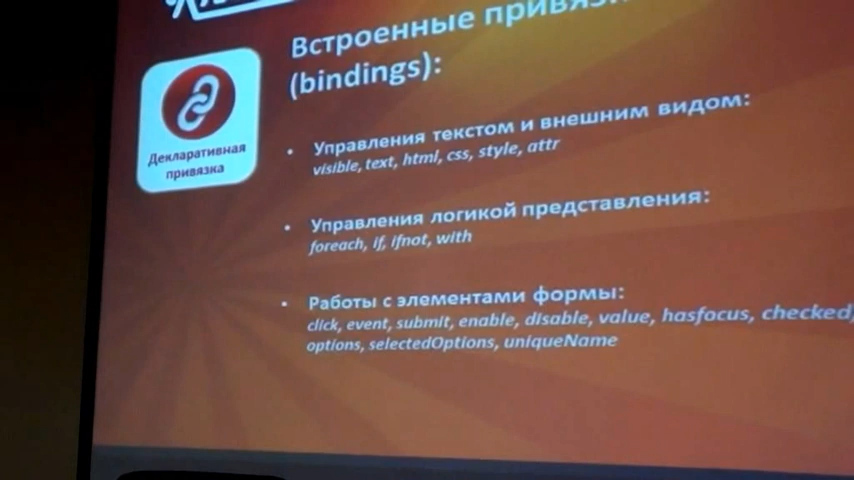 Встроенные
(bindings):
Декларативная
привязка
• Управления текстом и внешним видом:
visible, text, html, css, style, attr
• Управления логикой представления:
foreach, if, ifnot, with
• Работы с элементами формы:
click, event, submit, enable, disable, value, hasfocus, checked,
options, selectedOptions, uniqueName